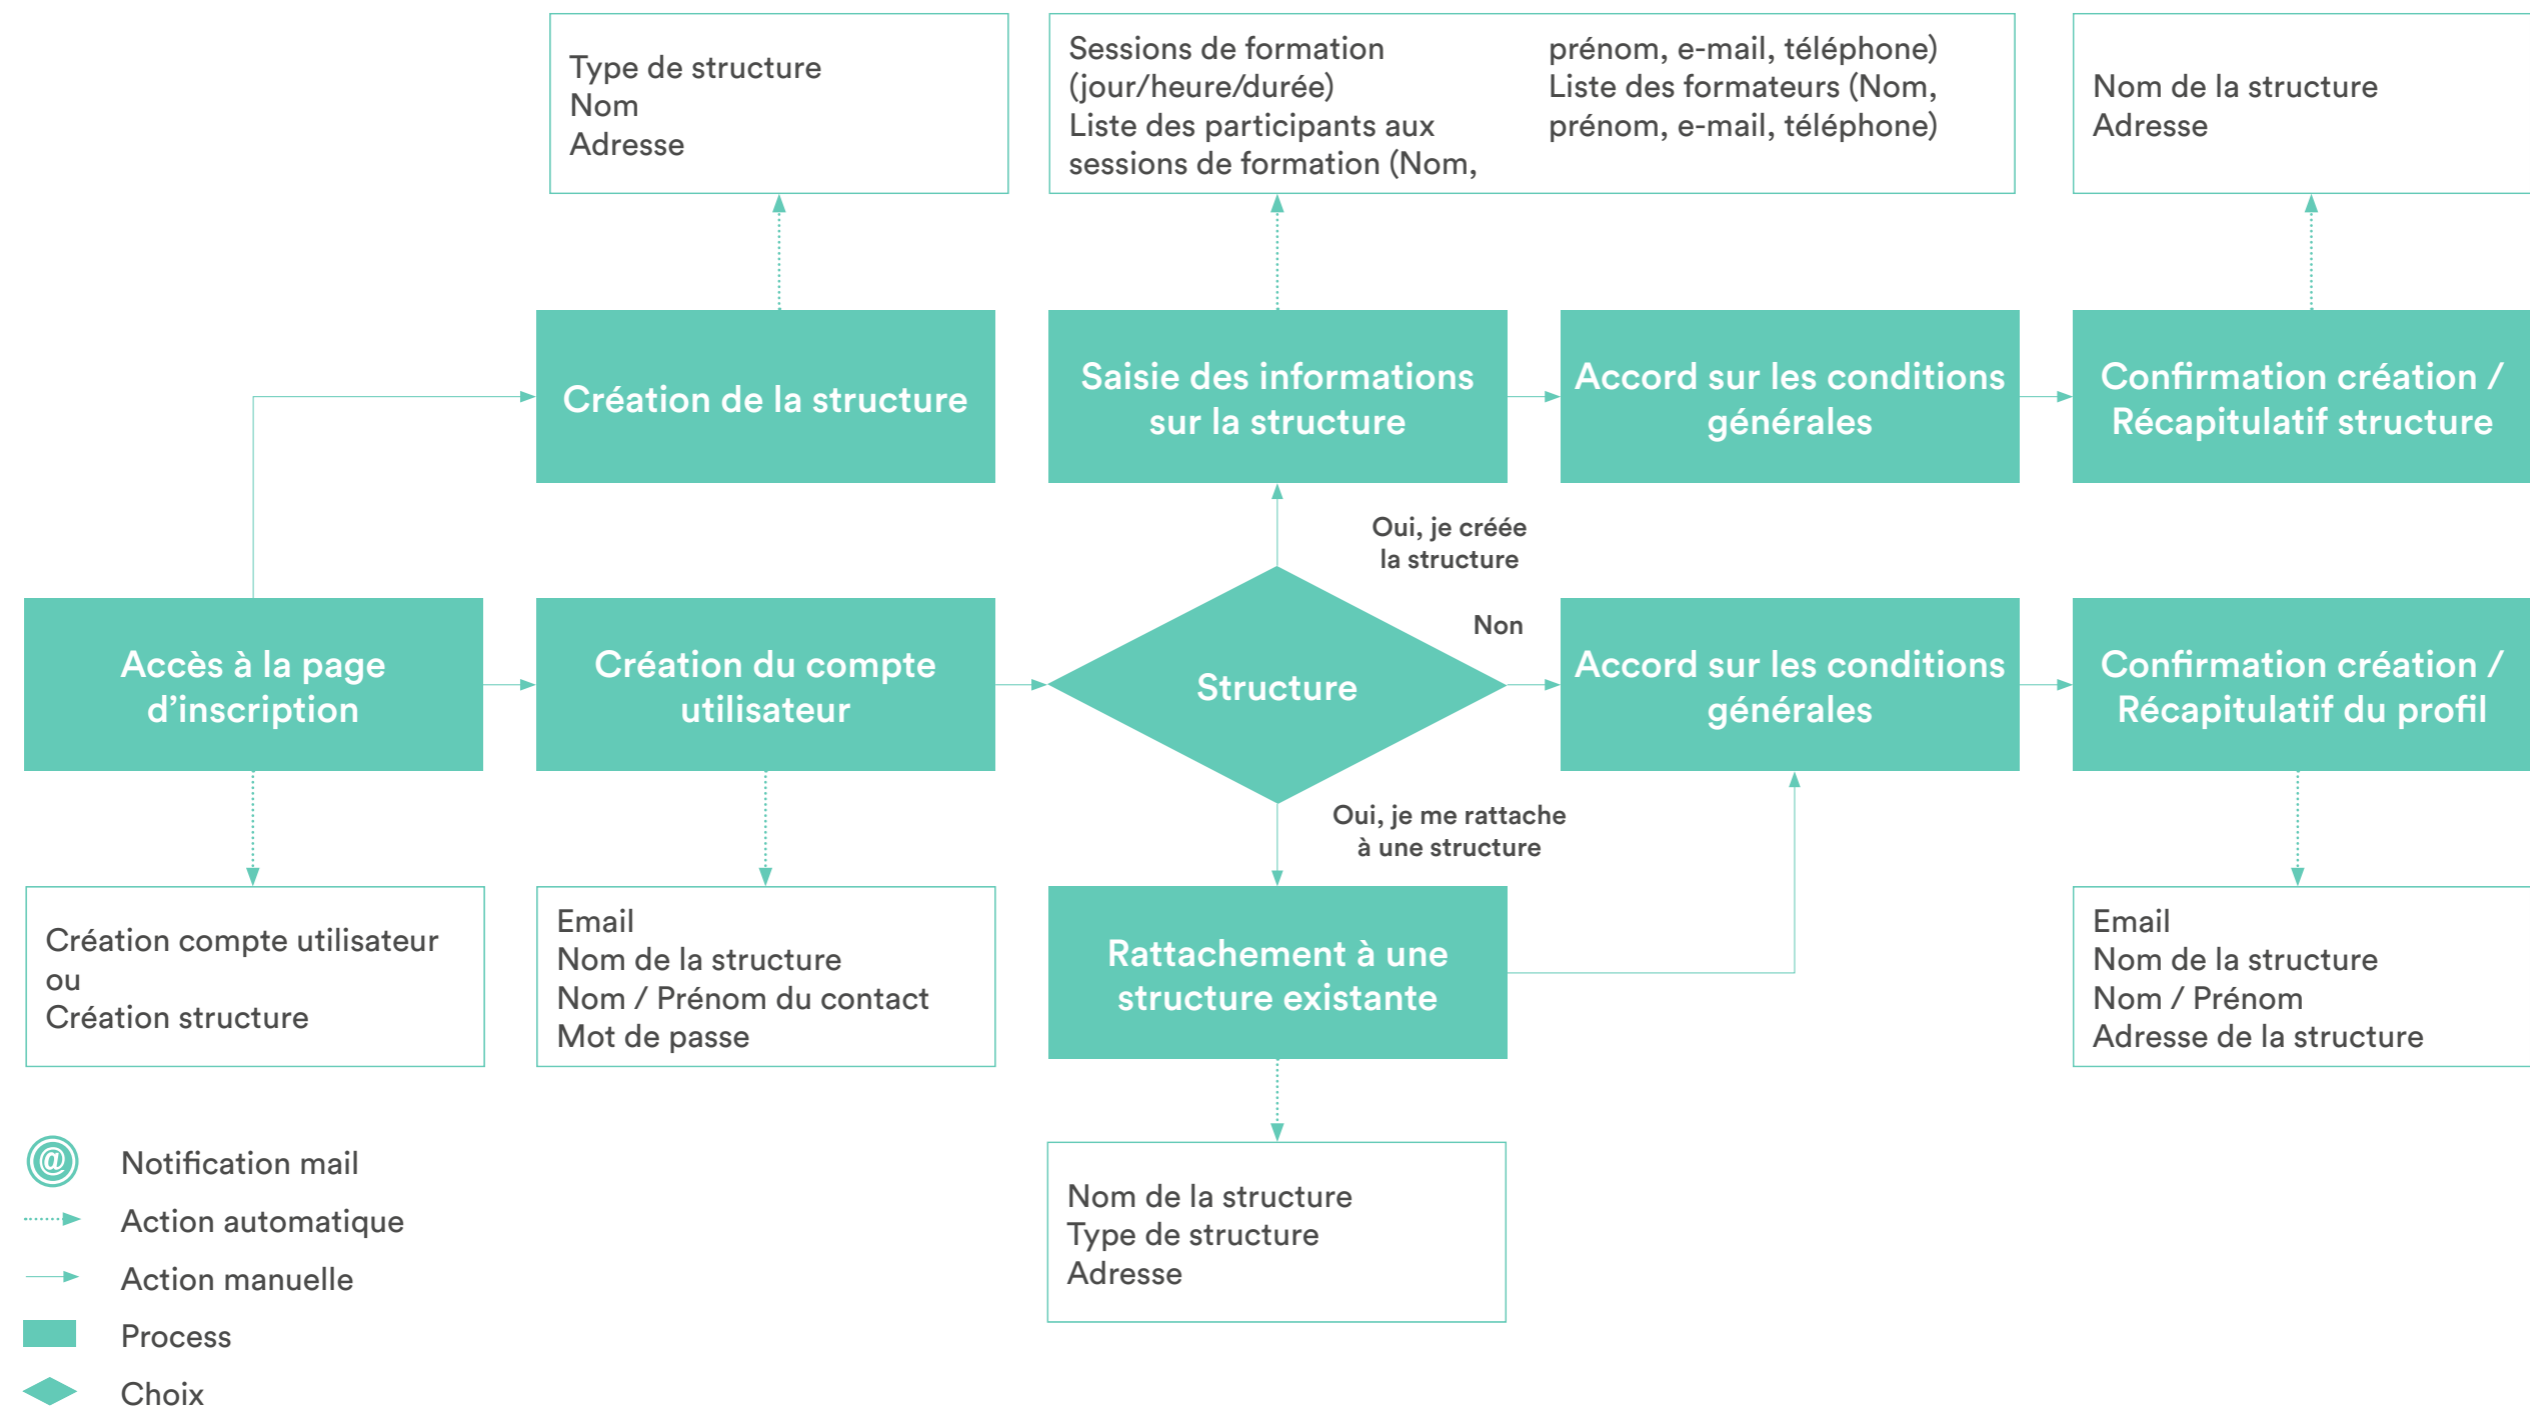 Type de structure
Nom
Adresse
Sessions de formation
(jour/heure/durée)
Liste des participants aux
sessions de formation (Nom,
prénom, e-mail, téléphone)
Liste des formateurs (Nom,
prénom, e-mail, téléphone)
Nom de la structure
Adresse
Création de la structure
Saisie des informations
sur la structure
Accord sur les conditions
générales
Confirmation création /
Récapitulatif structure
Oui, je créée
la structure
Non
Accès à la page
d'inscription
Création du compte
utilisateur
Structure
Accord sur les conditions
générales
Confirmation création /
Récapitulatif du profil
Oui, je me rattache
à une structure
Création compte utilisateur
ou
Création structure
Email
Nom de la structure
Nom / Prénom du contact
Mot de passe
Rattachement à une
structure existante
Email
Nom de la structure
Nom / Prénom
Adresse de la structure
Nom de la structure
Type de structure
Adresse
@
Notification mail
Action automatique
Action manuelle
Process
Choix